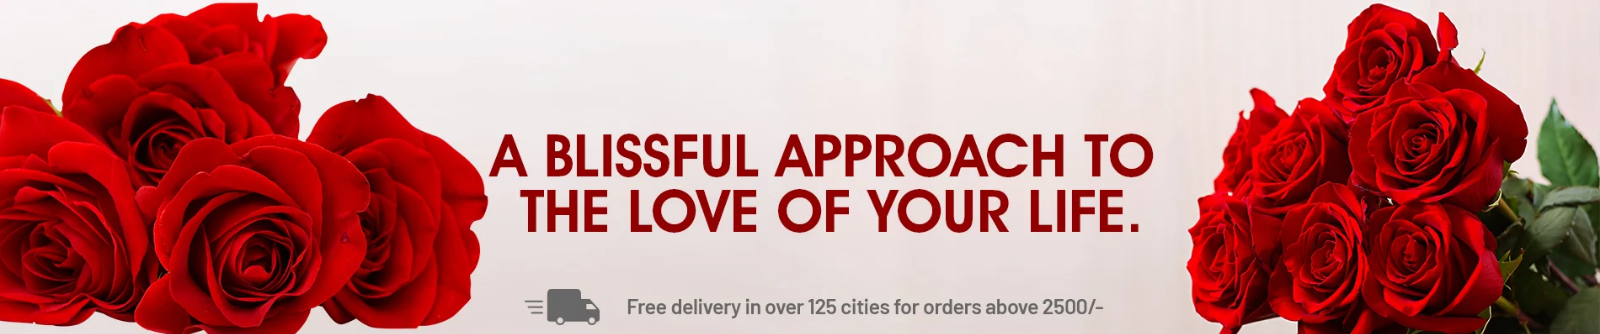 A BLISSFUL APPROACH TO
THE LOVE OF YOUR LIFE.
Free delivery in over 125 cities for orders above 2500/-